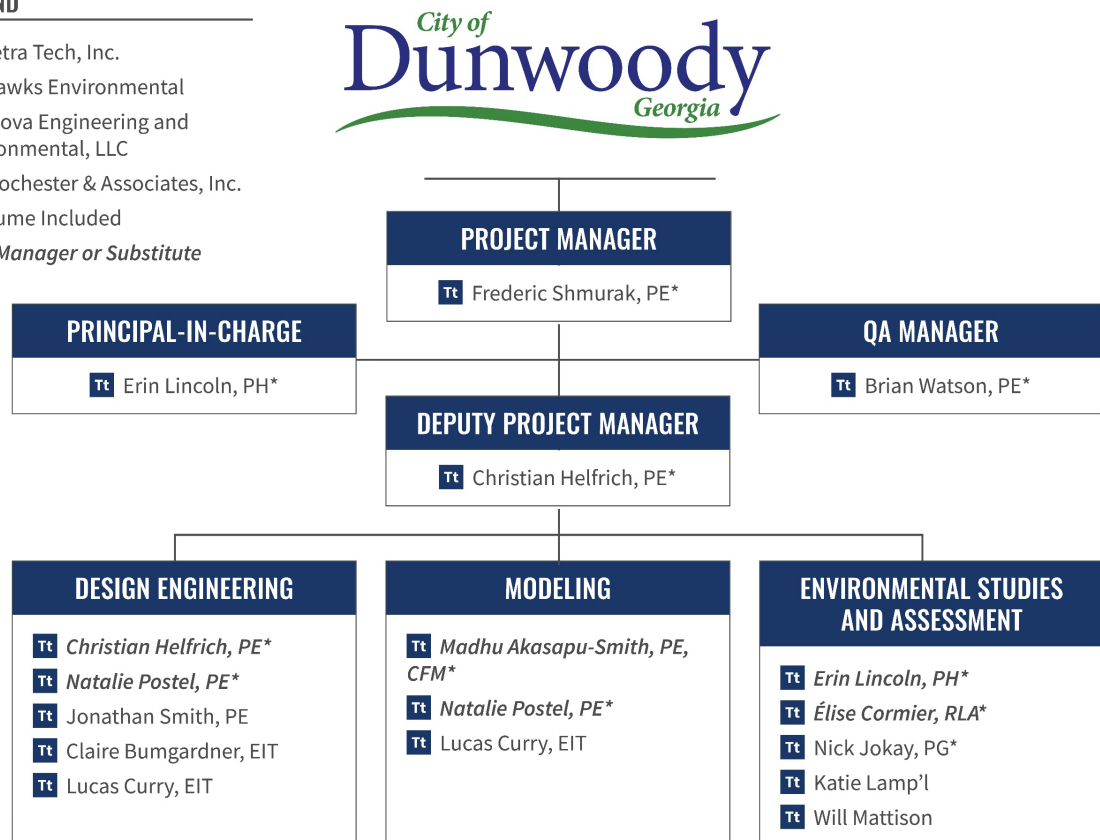 ND
etra Tech, Inc.
awks Environmental
ova Engineering and
onmental, LLC
ochester & Associates, Inc.
ume Included
Manager or Substitute
City of
Dunwoody
Georgia
PROJECT MANAGER
Tt Frederic Shmurak, PE*
PRINCIPAL-IN-CHARGE
Tt Erin Lincoln, PH*
QA MANAGER
Tt Brian Watson, PE*
DEPUTY PROJECT MANAGER
Tt Christian Helfrich, PE*
DESIGN ENGINEERING
Tt Christian Helfrich, PE*
Tt Natalie Postel, PE*
Tt Jonathan Smith, PE
Tt Claire Bumgardner, EIT
Tt Lucas Curry, EIT
MODELING
Tt Madhu Akasapu-Smith, PE,
CFM*
Tt Natalie Postel, PE*
Tt Lucas Curry, EIT
ENVIRONMENTAL STUDIES
AND ASSESSMENT
Tt Erin Lincoln, PH*
Tt Élise Cormier, RLA*
Tt Nick Jokay, PG*
Tt Katie Lamp’l
Tt Will Mattison